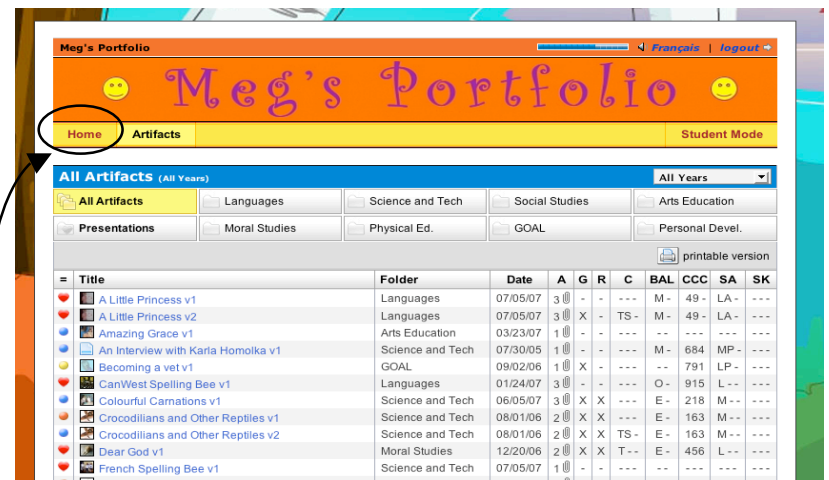 Meg's Portfolio
Français | logout
Meg's Portfolio
Home Artifacts Student Mode
All Artifacts (All Years) All Years
All Artifacts Languages Science and Tech Social Studies Arts Education
Presentations Moral Studies Physical Ed. GOAL Personal Devel.
printable version
= Title Folder Date A G R C BAL CCC SA SK
A Little Princess v1 Languages 07/05/07 3 - - - - - M - 49 - LA - - - -
A Little Princess v2 Languages 07/05/07 3 X - TS - M - 49 - LA - - - -
Amazing Grace v1 Arts Education 03/23/07 1 - - - - - - - - - - - - - - - -
An Interview with Karla Homolka v1 Science and Tech 07/30/05 1 - - - - - M - 684 MP - - - -
Becoming a vet v1 GOAL 09/02/06 1 X - - - - - - 791 LP - - - -
CanWest Spelling Bee v1 Languages 01/24/07 3 - - - - - O - 915 L - - - - -
Colourful Carnations v1 Science and Tech 06/05/07 3 X X - - - E - 218 M - - - - -
Crocodilians and Other Reptiles v1 Science and Tech 08/01/06 2 X X - - - E - 163 M - - - - -
Crocodilians and Other Reptiles v2 Science and Tech 08/01/06 2 X X TS - E - 163 M - - - - -
Dear God v1 Moral Studies 12/20/06 2 X X T - - E - 456 L - - - - -
French Spelling Bee v1 Science and Tech 07/05/07 1 - - - - - - - - - - - - - - - -